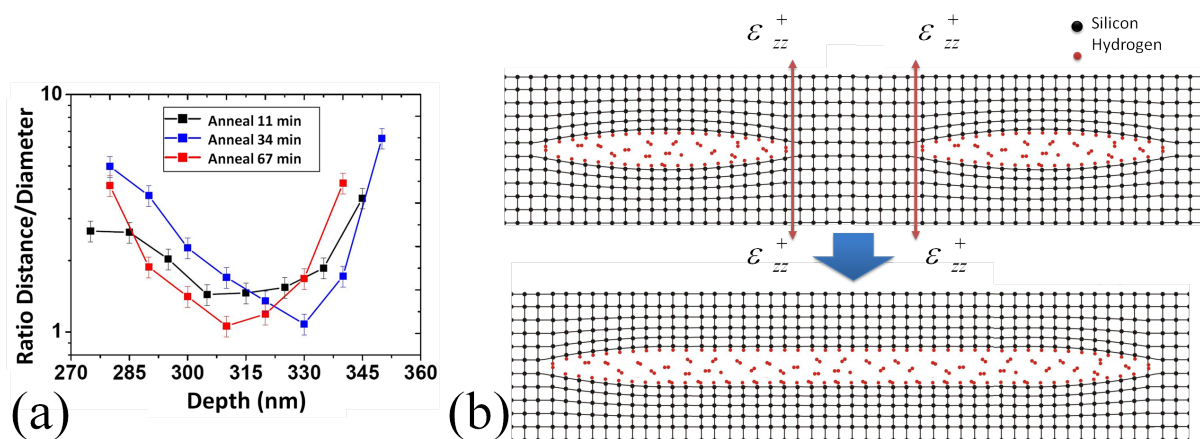 10
1
Ratio Distance/Diameter
Anneal 11 min
Anneal 34 min
Anneal 67 min
270 285 300 315 330 345 360
Depth (nm)
(a)
ε zz +
ε zz +
Silicon
Hydrogen
ε zz +
ε zz +
(b)